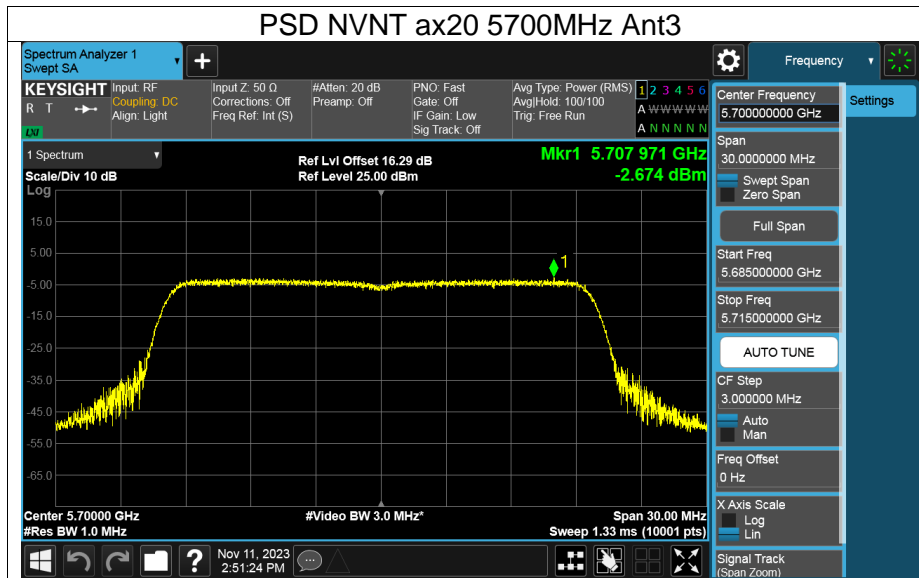 PSD NVNT ax20 5700MHz Ant3
Spectrum Analyzer 1
Swept SA
+
Frequency
KEYSIGHT
R T
LXI
Input: RF
Coupling: DC
Align: Light
Input Z: 50 Ω
Corrections: Off
Freq Ref: Int (S)
#Atten: 20 dB
Preamp: Off
PNO: Fast
Gate: Off
IF Gain: Low
Sig Track: Off
Avg Type: Power (RMS)
Avg|Hold: 100/100
Trig: Free Run
1 2 3 4 5 6
A W W W W W
A N N N N N
Center Frequency
5.700000000 GHz
Settings
Span
30.0000000 MHz
Swept Span
Zero Span
Full Span
Start Freq
5.685000000 GHz
Stop Freq
5.715000000 GHz
AUTO TUNE
CF Step
3.000000 MHz
Auto
Man
Freq Offset
0 Hz
X Axis Scale
Log
Lin
Signal Track
(Span Zoom)
1 Spectrum
Scale/Div 10 dB
Log
Ref Lvl Offset 16.29 dB
Ref Level 25.00 dBm
Mkr1 5.707 971 GHz
-2.674 dBm
15.0
5.00
-5.00
-15.0
-25.0
-35.0
-45.0
-55.0
-65.0
1
Center 5.70000 GHz
#Res BW 1.0 MHz
#Video BW 3.0 MHz*
Span 30.00 MHz
Sweep 1.33 ms (10001 pts)
?
Nov 11, 2023
2:51:24 PM